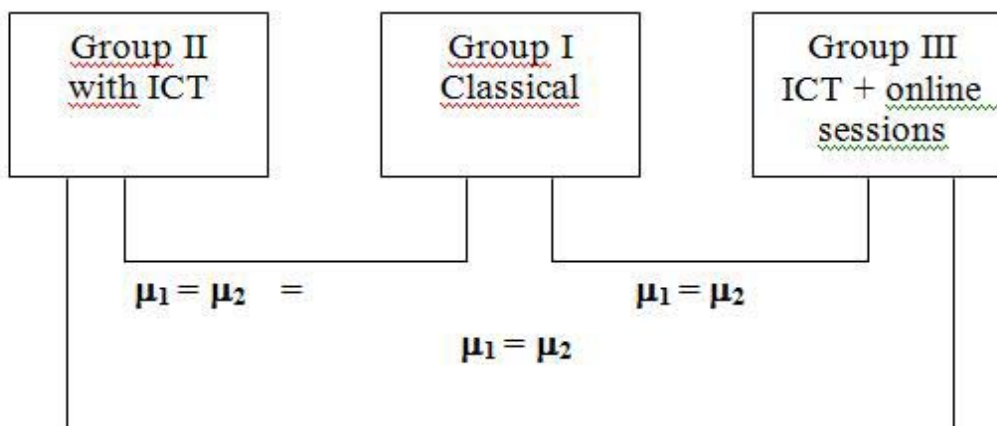 Group II
with ICT
Group I
Classical
Group III
ICT + online
sessions
μ₁ = μ₂ =
μ₁ = μ₂
μ₁ = μ₂